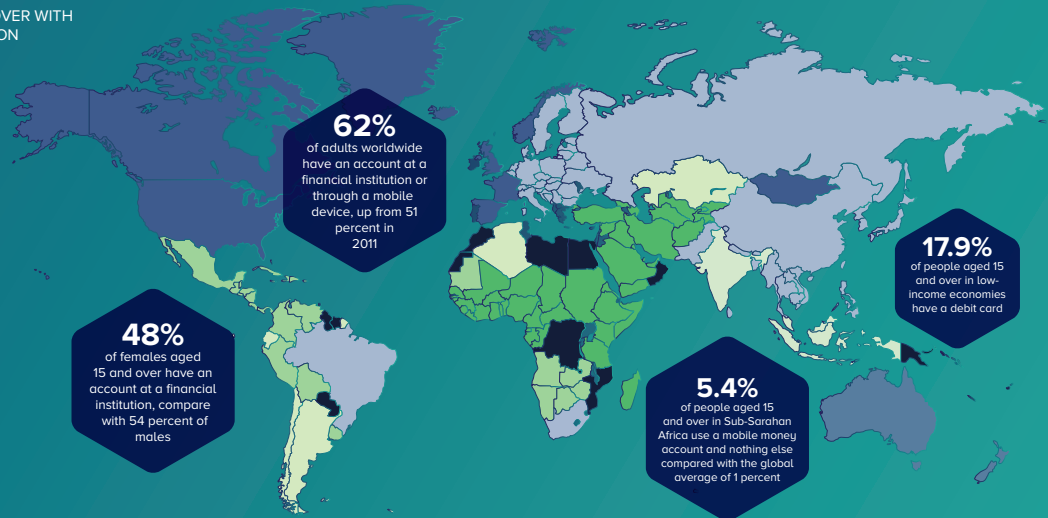 OVER WITH
ON
62%
of adults worldwide
have an account at a
financial institution or
through a mobile
device, up from 51
percent in
2011
17.9%
of people aged 15
and over in low-
income economies
have a debit card
48%
of females aged
15 and over have an
account at a financial
institution, compare
with 54 percent of
males
5.4%
of people aged 15
and over in Sub-Sarahan
Africa use a mobile money
account and nothing else
compared with the global
average of 1 percent